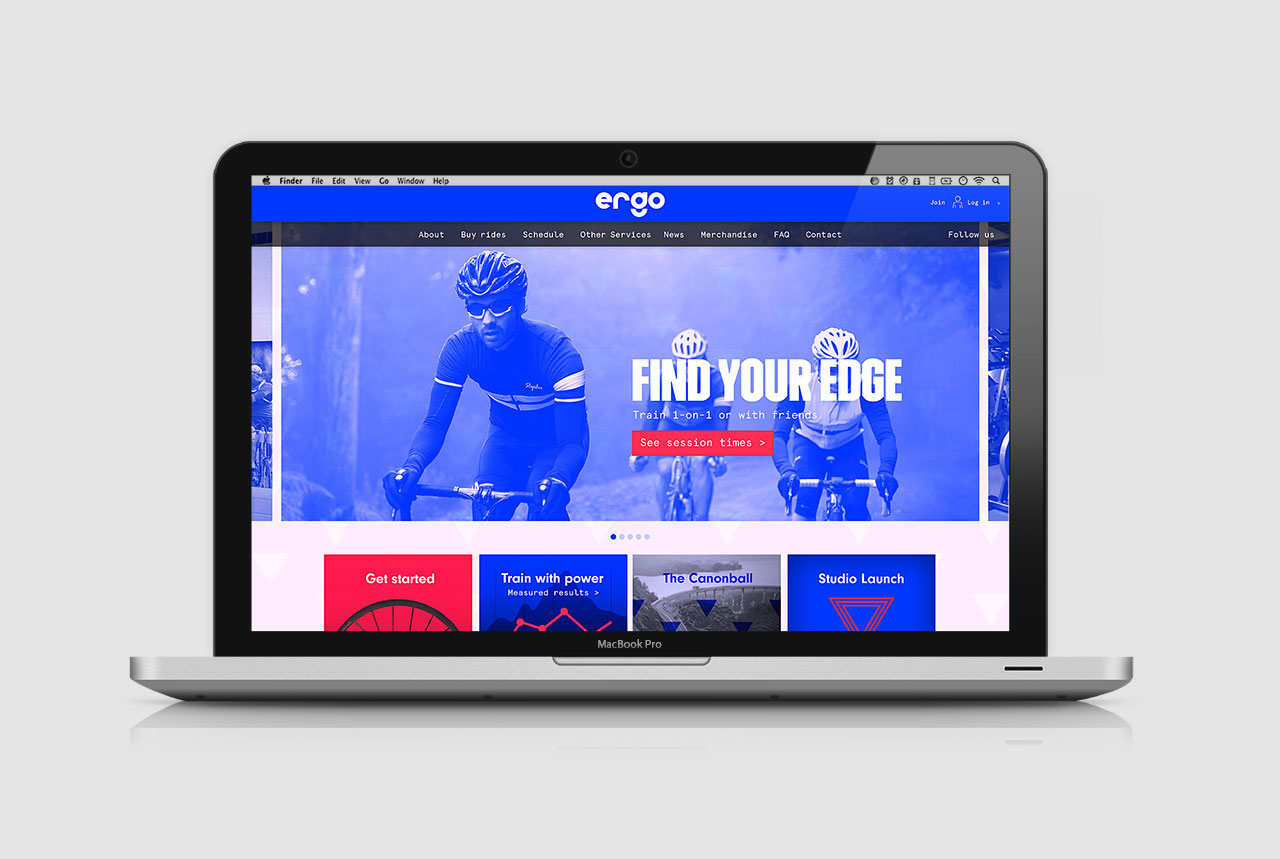 Finder File Edit View Go Window Help
ergo
Join Log in
About Buy rides Schedule Other Services News Merchandise FAQ Contact Follow us
Rapha
FIND YOUR EDGE
Train 1-on-1 or with friends
See session times >
Get started
Train with power
Measured results >
The Canonball
Studio Launch
MacBook Pro